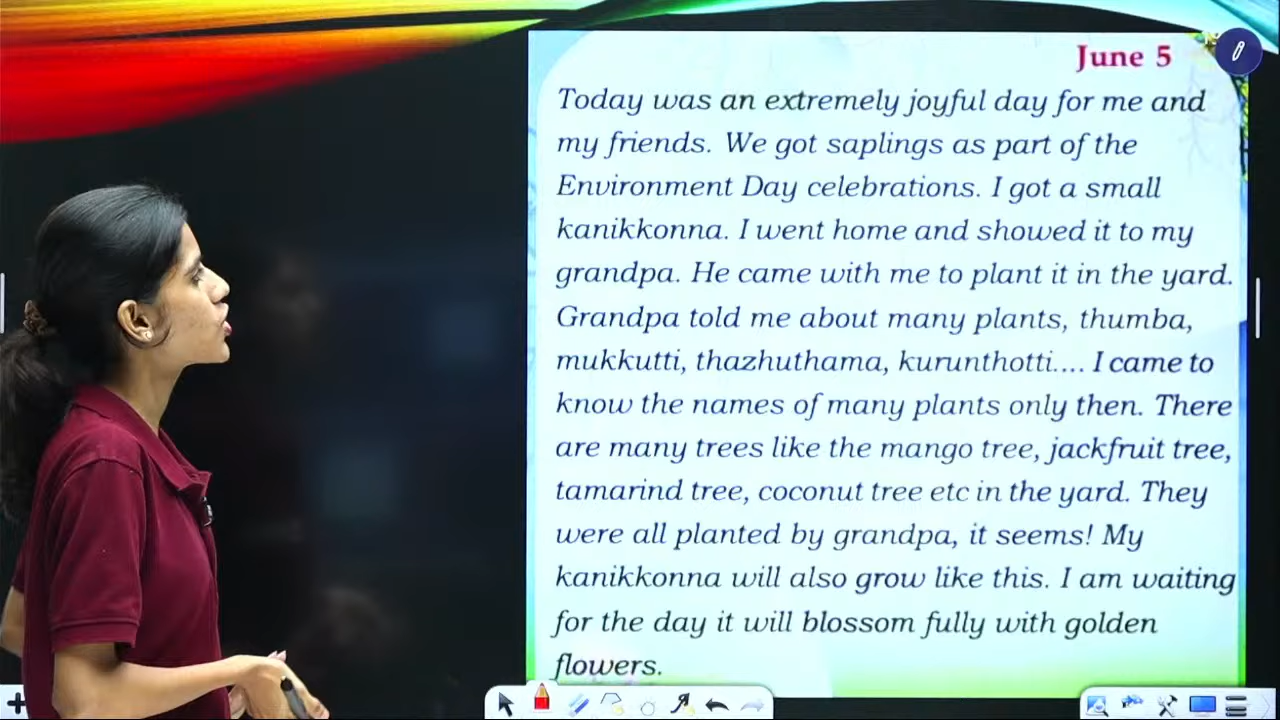 June 5
Today was an extremely joyful day for me and
my friends. We got saplings as part of the
Environment Day celebrations. I got a small
kanikkonna. I went home and showed it to my
grandpa. He came with me to plant it in the yard.
Grandpa told me about many plants, thumba,
mukkutti, thazhuthama, kurunthotti.... I came to
know the names of many plants only then. There
are many trees like the mango tree, jackfruit tree,
tamarind tree, coconut tree etc in the yard. They
were all planted by grandpa, it seems! My
kanikkonna will also grow like this. I am waiting
for the day it will blossom fully with golden
flowers.